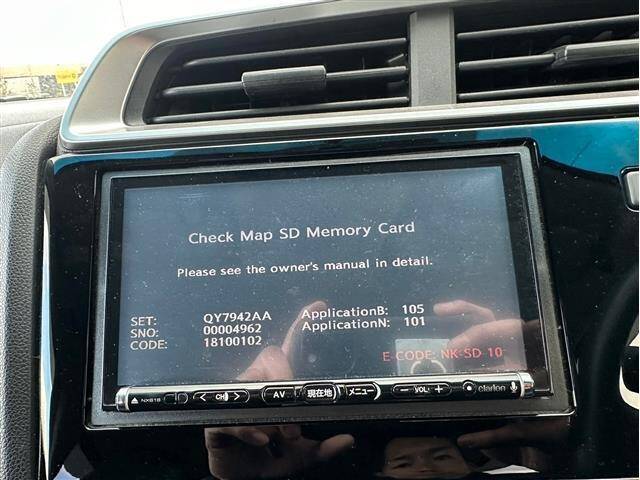 Check Map SD Memory Card
Please see the owner's manual in detail.
SET: QY7942AA ApplicationB: 105
SNO: 00004962 ApplicationN: 101
CODE: 18100102
E-CODE: NK-SD-10
NX618 < CH > AV 現在地 メニュー − VOL + clarion